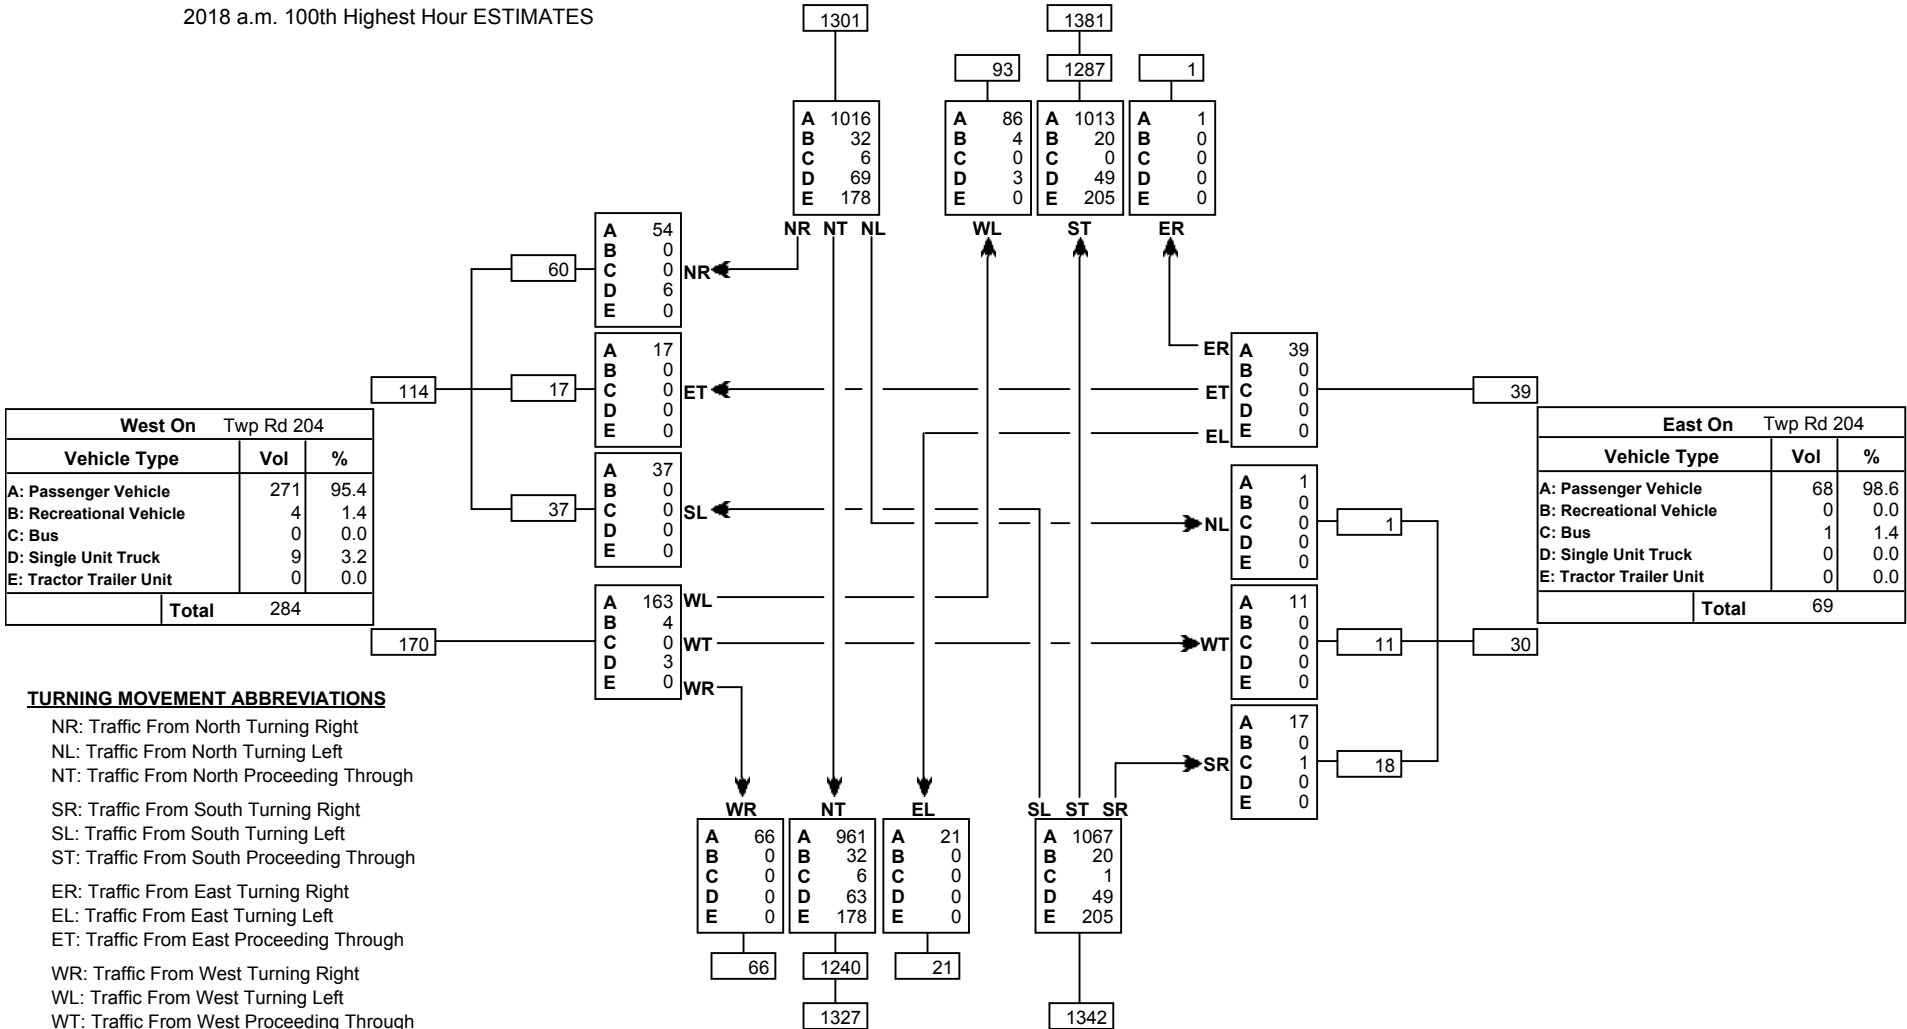 2018 a.m. 100th Highest Hour ESTIMATES
1301
1381
93
1287
1
A 1016
B 32
C 6
D 69
E 178
A 86
B 4
C 0
D 3
E 0
A 1013
B 20
C 0
D 49
E 205
A 1
B 0
C 0
D 0
E 0
NR NT NL
WL
ST
ER
60
A 54
B 0
C 0
D 6
E 0
NR
114
17
A 17
B 0
C 0
D 0
E 0
ET
37
A 37
B 0
C 0
D 0
E 0
SL
ER
ET
EL
A 39
B 0
C 0
D 0
E 0
39
NL
A 1
B 0
C 0
D 0
E 0
1
West On Twp Rd 204
Vehicle Type Vol %
A: Passenger Vehicle 271 95.4
B: Recreational Vehicle 4 1.4
C: Bus 0 0.0
D: Single Unit Truck 9 3.2
E: Tractor Trailer Unit 0 0.0
Total 284
East On Twp Rd 204
Vehicle Type Vol %
A: Passenger Vehicle 68 98.6
B: Recreational Vehicle 0 0.0
C: Bus 1 1.4
D: Single Unit Truck 0 0.0
E: Tractor Trailer Unit 0 0.0
Total 69
170
A 163
B 4
C 0
D 3
E 0
WL
WT
WR
WT
A 11
B 0
C 0
D 0
E 0
11
30
SR
A 17
B 0
C 1
D 0
E 0
18
TURNING MOVEMENT ABBREVIATIONS
NR: Traffic From North Turning Right
NL: Traffic From North Turning Left
NT: Traffic From North Proceeding Through
SR: Traffic From South Turning Right
SL: Traffic From South Turning Left
ST: Traffic From South Proceeding Through
ER: Traffic From East Turning Right
EL: Traffic From East Turning Left
ET: Traffic From East Proceeding Through
WR: Traffic From West Turning Right
WL: Traffic From West Turning Left
WT: Traffic From West Proceeding Through
WR
NT
EL
SL ST SR
A 66
B 0
C 0
D 0
E 0
A 961
B 32
C 6
D 63
E 178
A 21
B 0
C 0
D 0
E 0
A 1067
B 20
C 1
D 49
E 205
66
1240
21
1327
1342